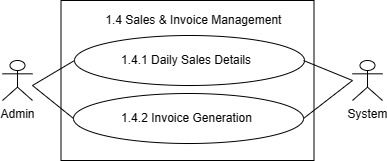 1.4 Sales & Invoice Management
1.4.1 Daily Sales Details
Admin
System
1.4.2 Invoice Generation